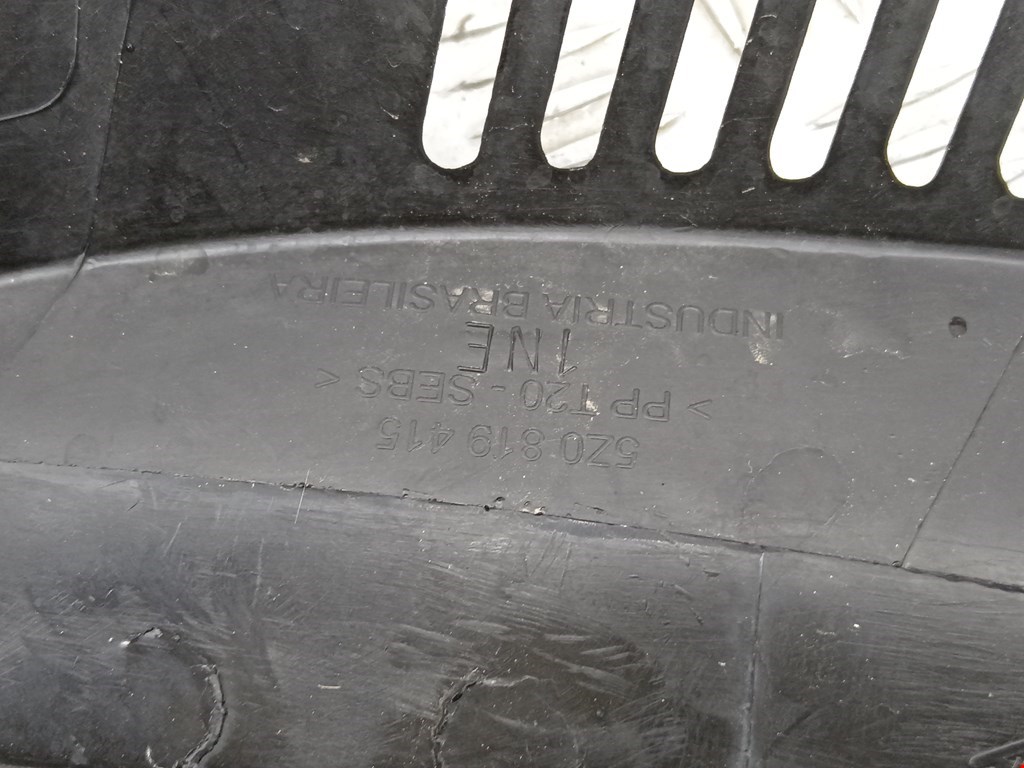 5Z0 819 415
> PP T20 - SEBS <
1NE
INDUSTRIA BRASILEIRA